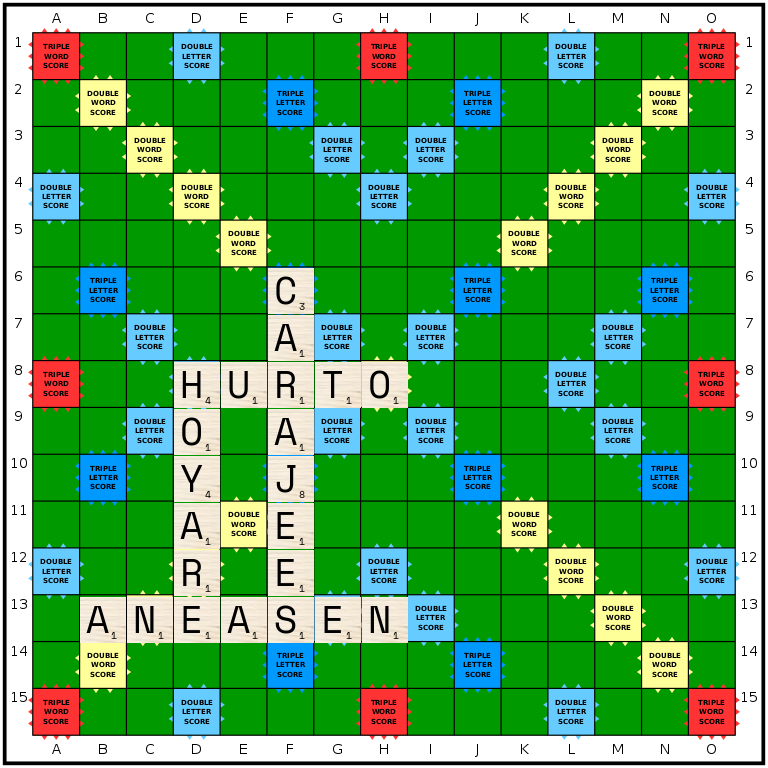 A B C D E F G H I J K L M N O
1 TRIPLE DOUBLE TRIPLE DOUBLE TRIPLE 1
WORD LETTER WORD LETTER WORD
SCORE SCORE SCORE SCORE SCORE
2 DOUBLE TRIPLE TRIPLE DOUBLE 2
WORD LETTER LETTER WORD
SCORE SCORE SCORE SCORE
3 DOUBLE DOUBLE DOUBLE DOUBLE 3
WORD LETTER LETTER WORD
SCORE SCORE SCORE SCORE
4 DOUBLE DOUBLE DOUBLE DOUBLE DOUBLE 4
LETTER WORD LETTER WORD LETTER
SCORE SCORE SCORE SCORE SCORE
5 DOUBLE DOUBLE 5
WORD WORD
SCORE SCORE
6 TRIPLE C3 TRIPLE TRIPLE 6
LETTER LETTER LETTER
SCORE SCORE SCORE
7 DOUBLE A1 DOUBLE DOUBLE DOUBLE 7
LETTER LETTER LETTER LETTER
SCORE SCORE SCORE SCORE
8 TRIPLE H4 U1 R1 T1 O1 DOUBLE TRIPLE 8
WORD LETTER WORD
SCORE SCORE SCORE
9 DOUBLE O1 A1 DOUBLE DOUBLE DOUBLE 9
LETTER LETTER LETTER LETTER
SCORE SCORE SCORE SCORE
10 TRIPLE Y4 J8 TRIPLE TRIPLE 10
LETTER LETTER LETTER
SCORE SCORE SCORE
11 A1 DOUBLE E1 DOUBLE 11
WORD WORD
SCORE SCORE
12 DOUBLE R1 E1 DOUBLE DOUBLE DOUBLE 12
LETTER LETTER WORD LETTER
SCORE SCORE SCORE SCORE
13 A1 N1 E1 A1 S1 E1 N1 DOUBLE DOUBLE 13
LETTER WORD
SCORE SCORE
14 DOUBLE TRIPLE TRIPLE DOUBLE 14
WORD LETTER LETTER WORD
SCORE SCORE SCORE SCORE
15 TRIPLE DOUBLE TRIPLE DOUBLE TRIPLE 15
WORD LETTER WORD LETTER WORD
SCORE SCORE SCORE SCORE SCORE
A B C D E F G H I J K L M N O